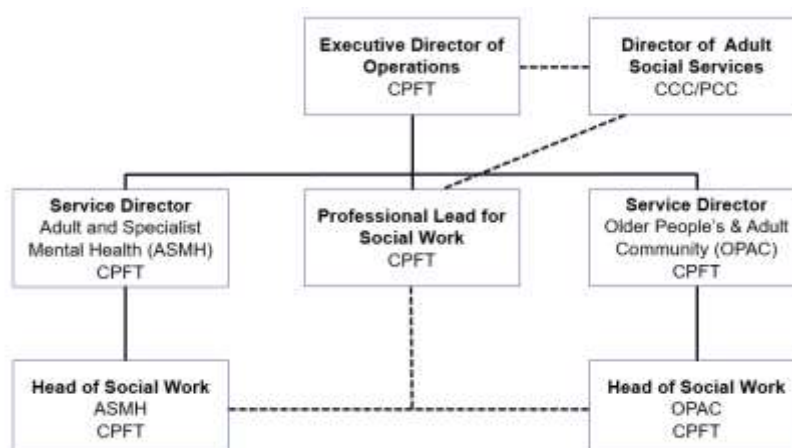 Executive Director of
Operations
CPFT
Director of Adult
Social Services
CCC/PCC
Service Director
Adult and Specialist
Mental Health (ASMH)
CPFT
Professional Lead for
Social Work
CPFT
Service Director
Older People's & Adult
Community (OPAC)
CPFT
Head of Social Work
ASMH
CPFT
Head of Social Work
OPAC
CPFT